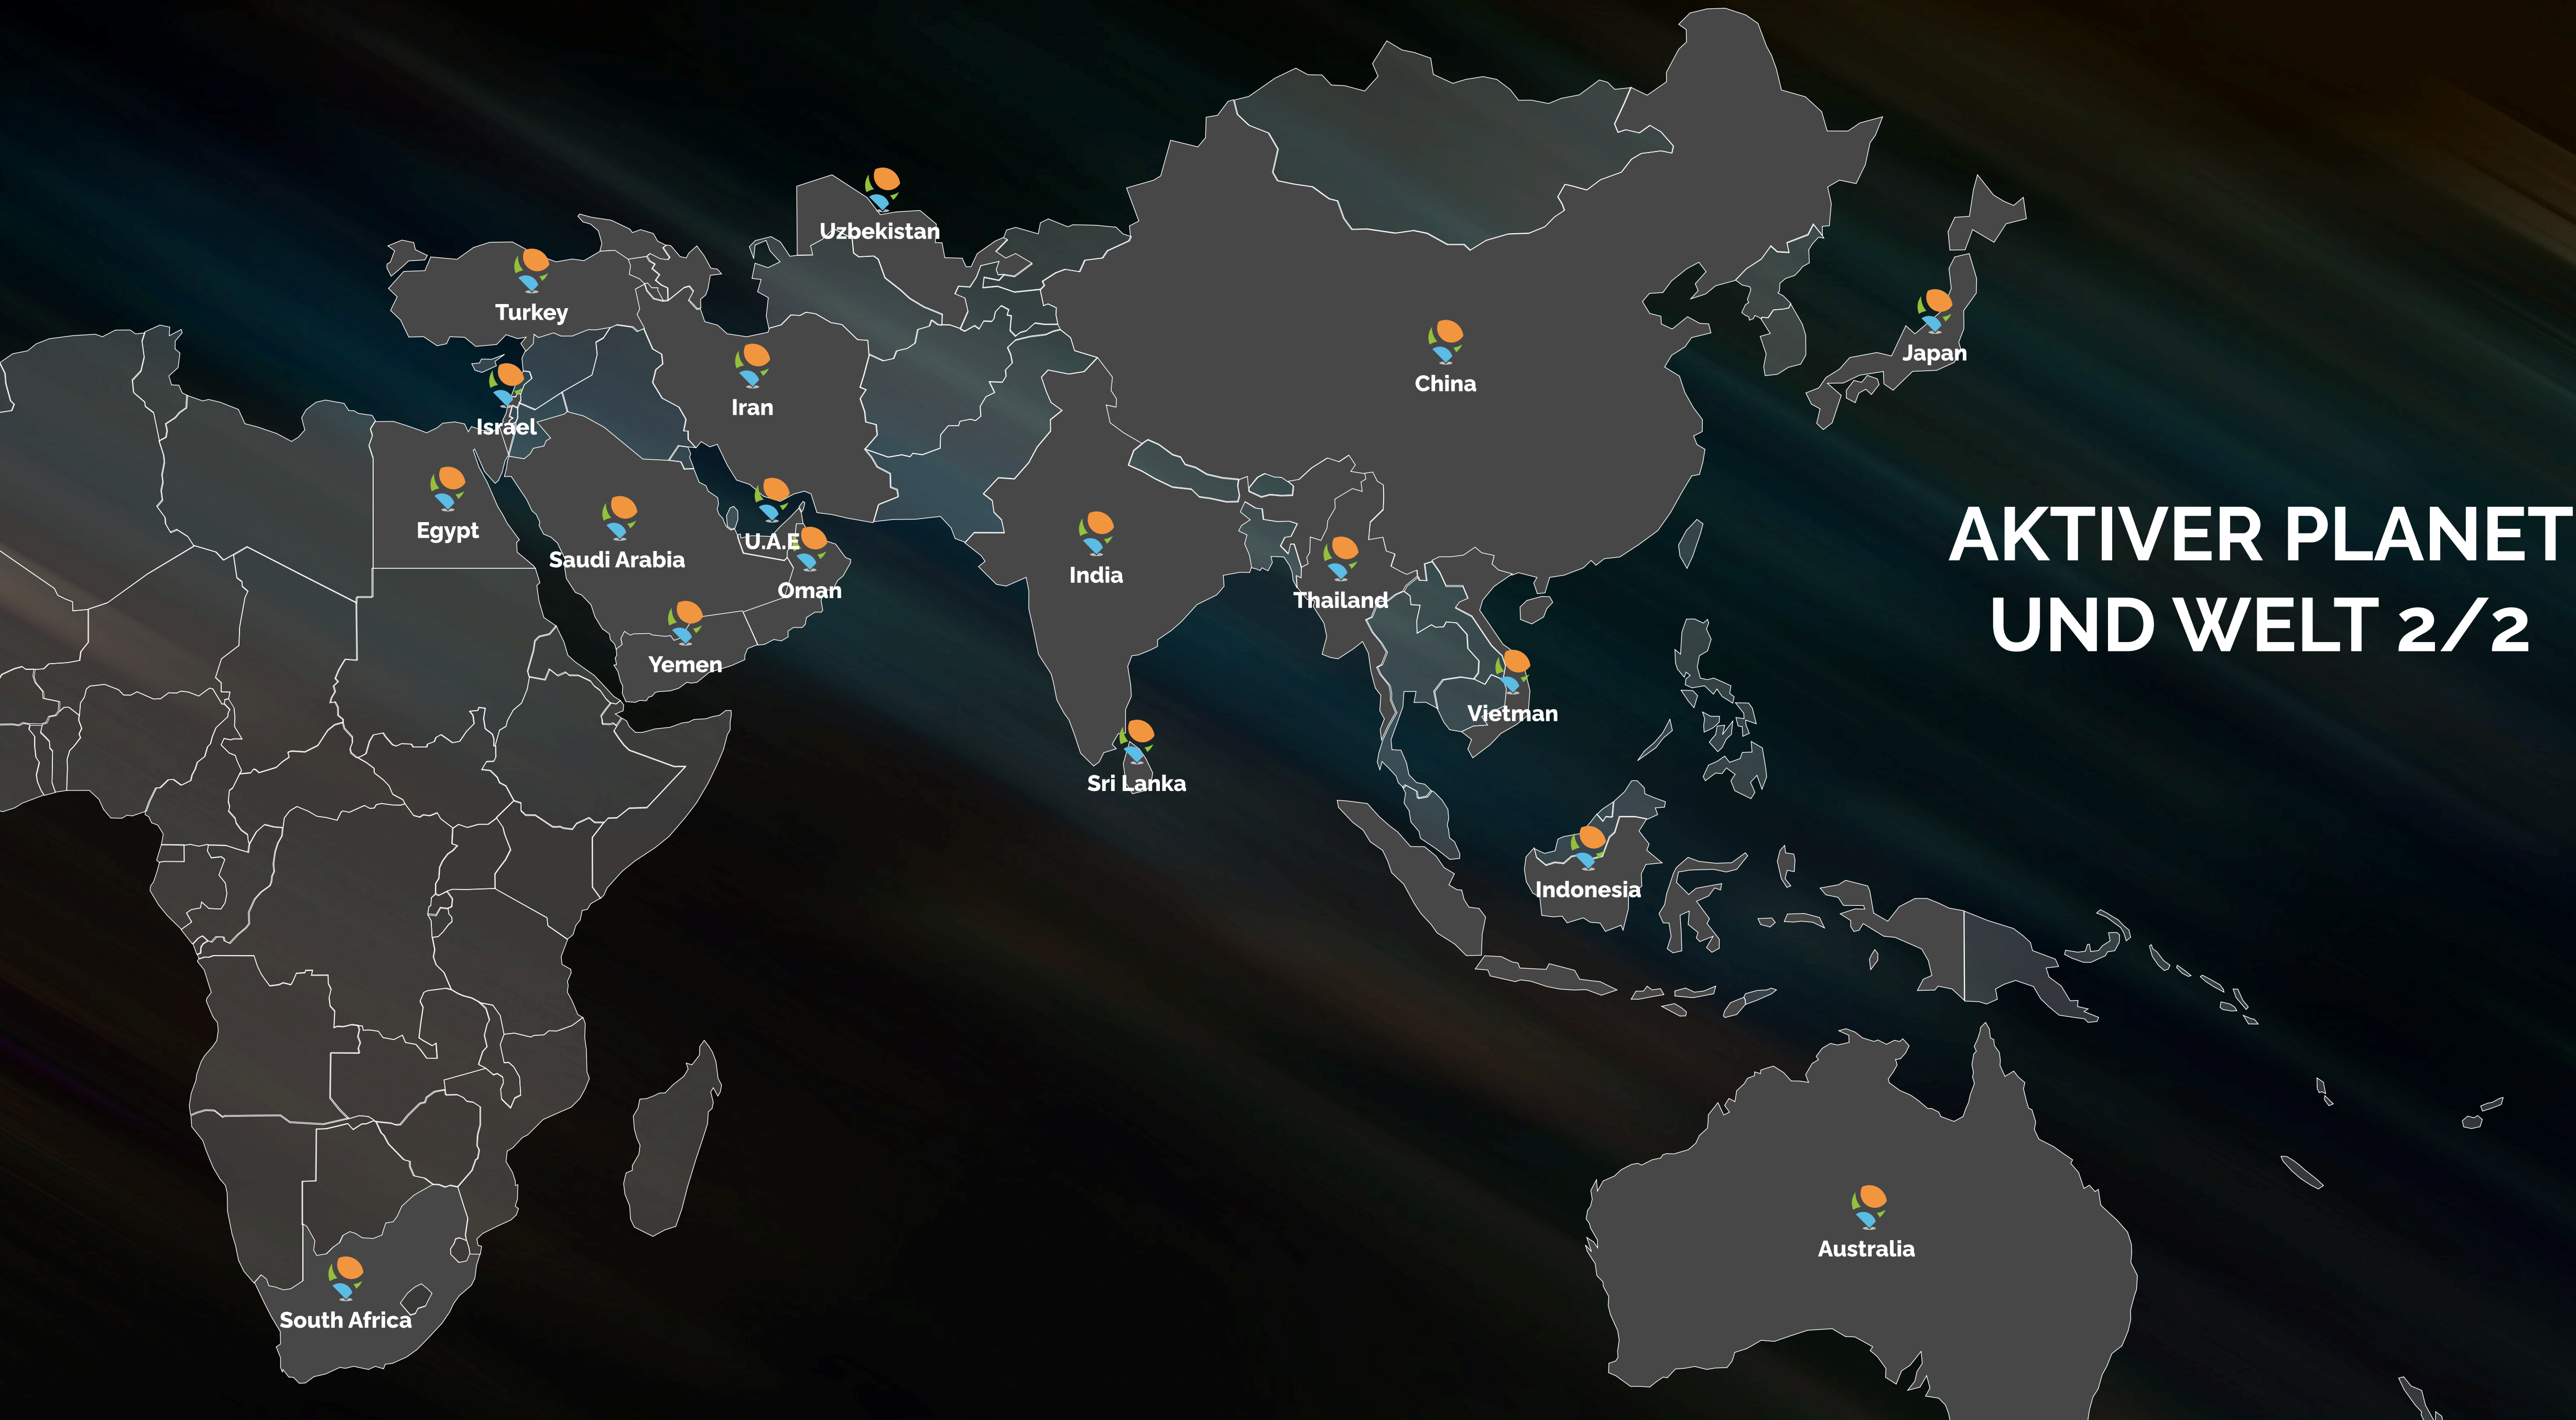 Uzbekistan
Turkey
Japan
China
Iran
Israel
Egypt
AKTIVER PLANET
UND WELT 2/2
U.A.E
Saudi Arabia
India
Oman
Thailand
Yemen
Vietman
Sri Lanka
Indonesia
Australia
South Africa